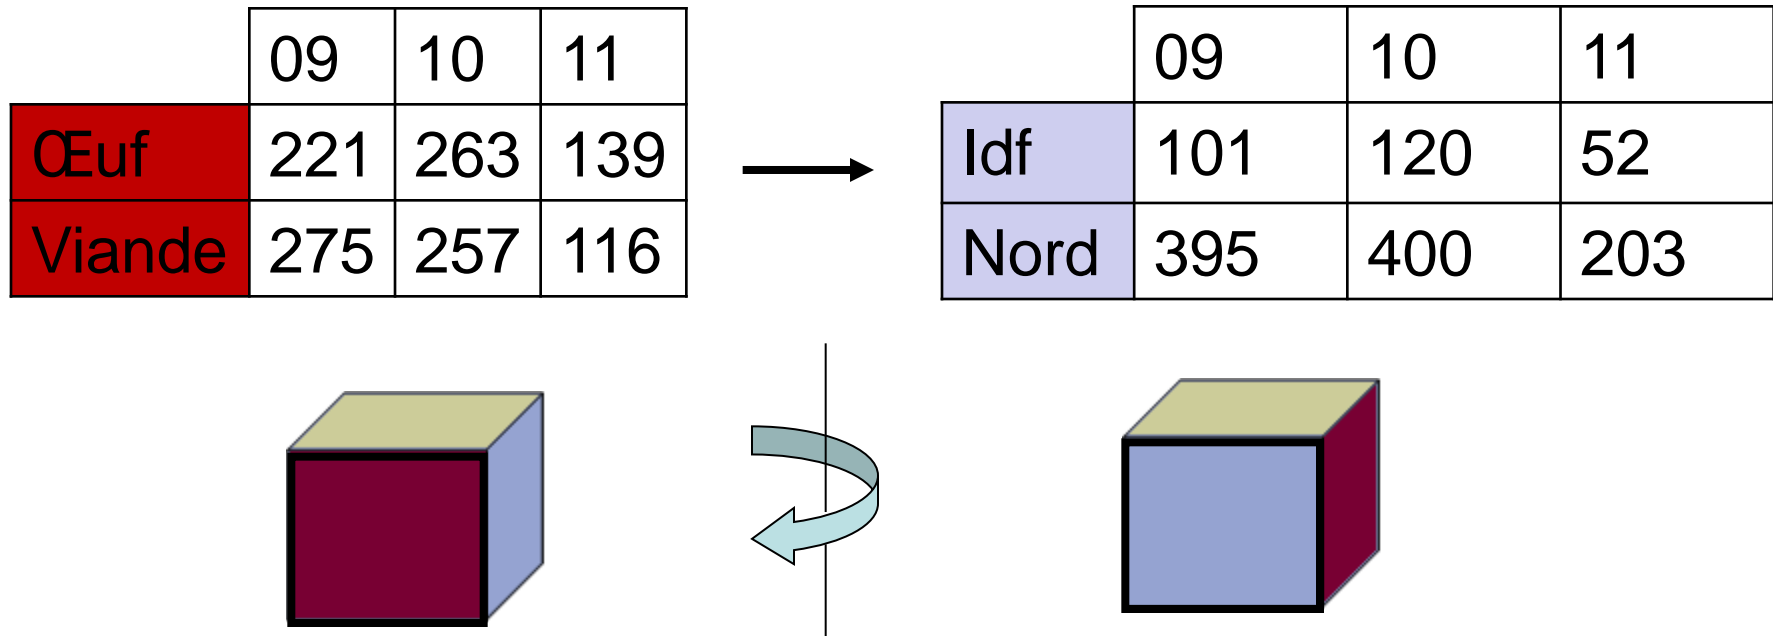 09 10 11
Œuf 221 263 139
Viande 275 257 116
09 10 11
Idf 101 120 52
Nord 395 400 203